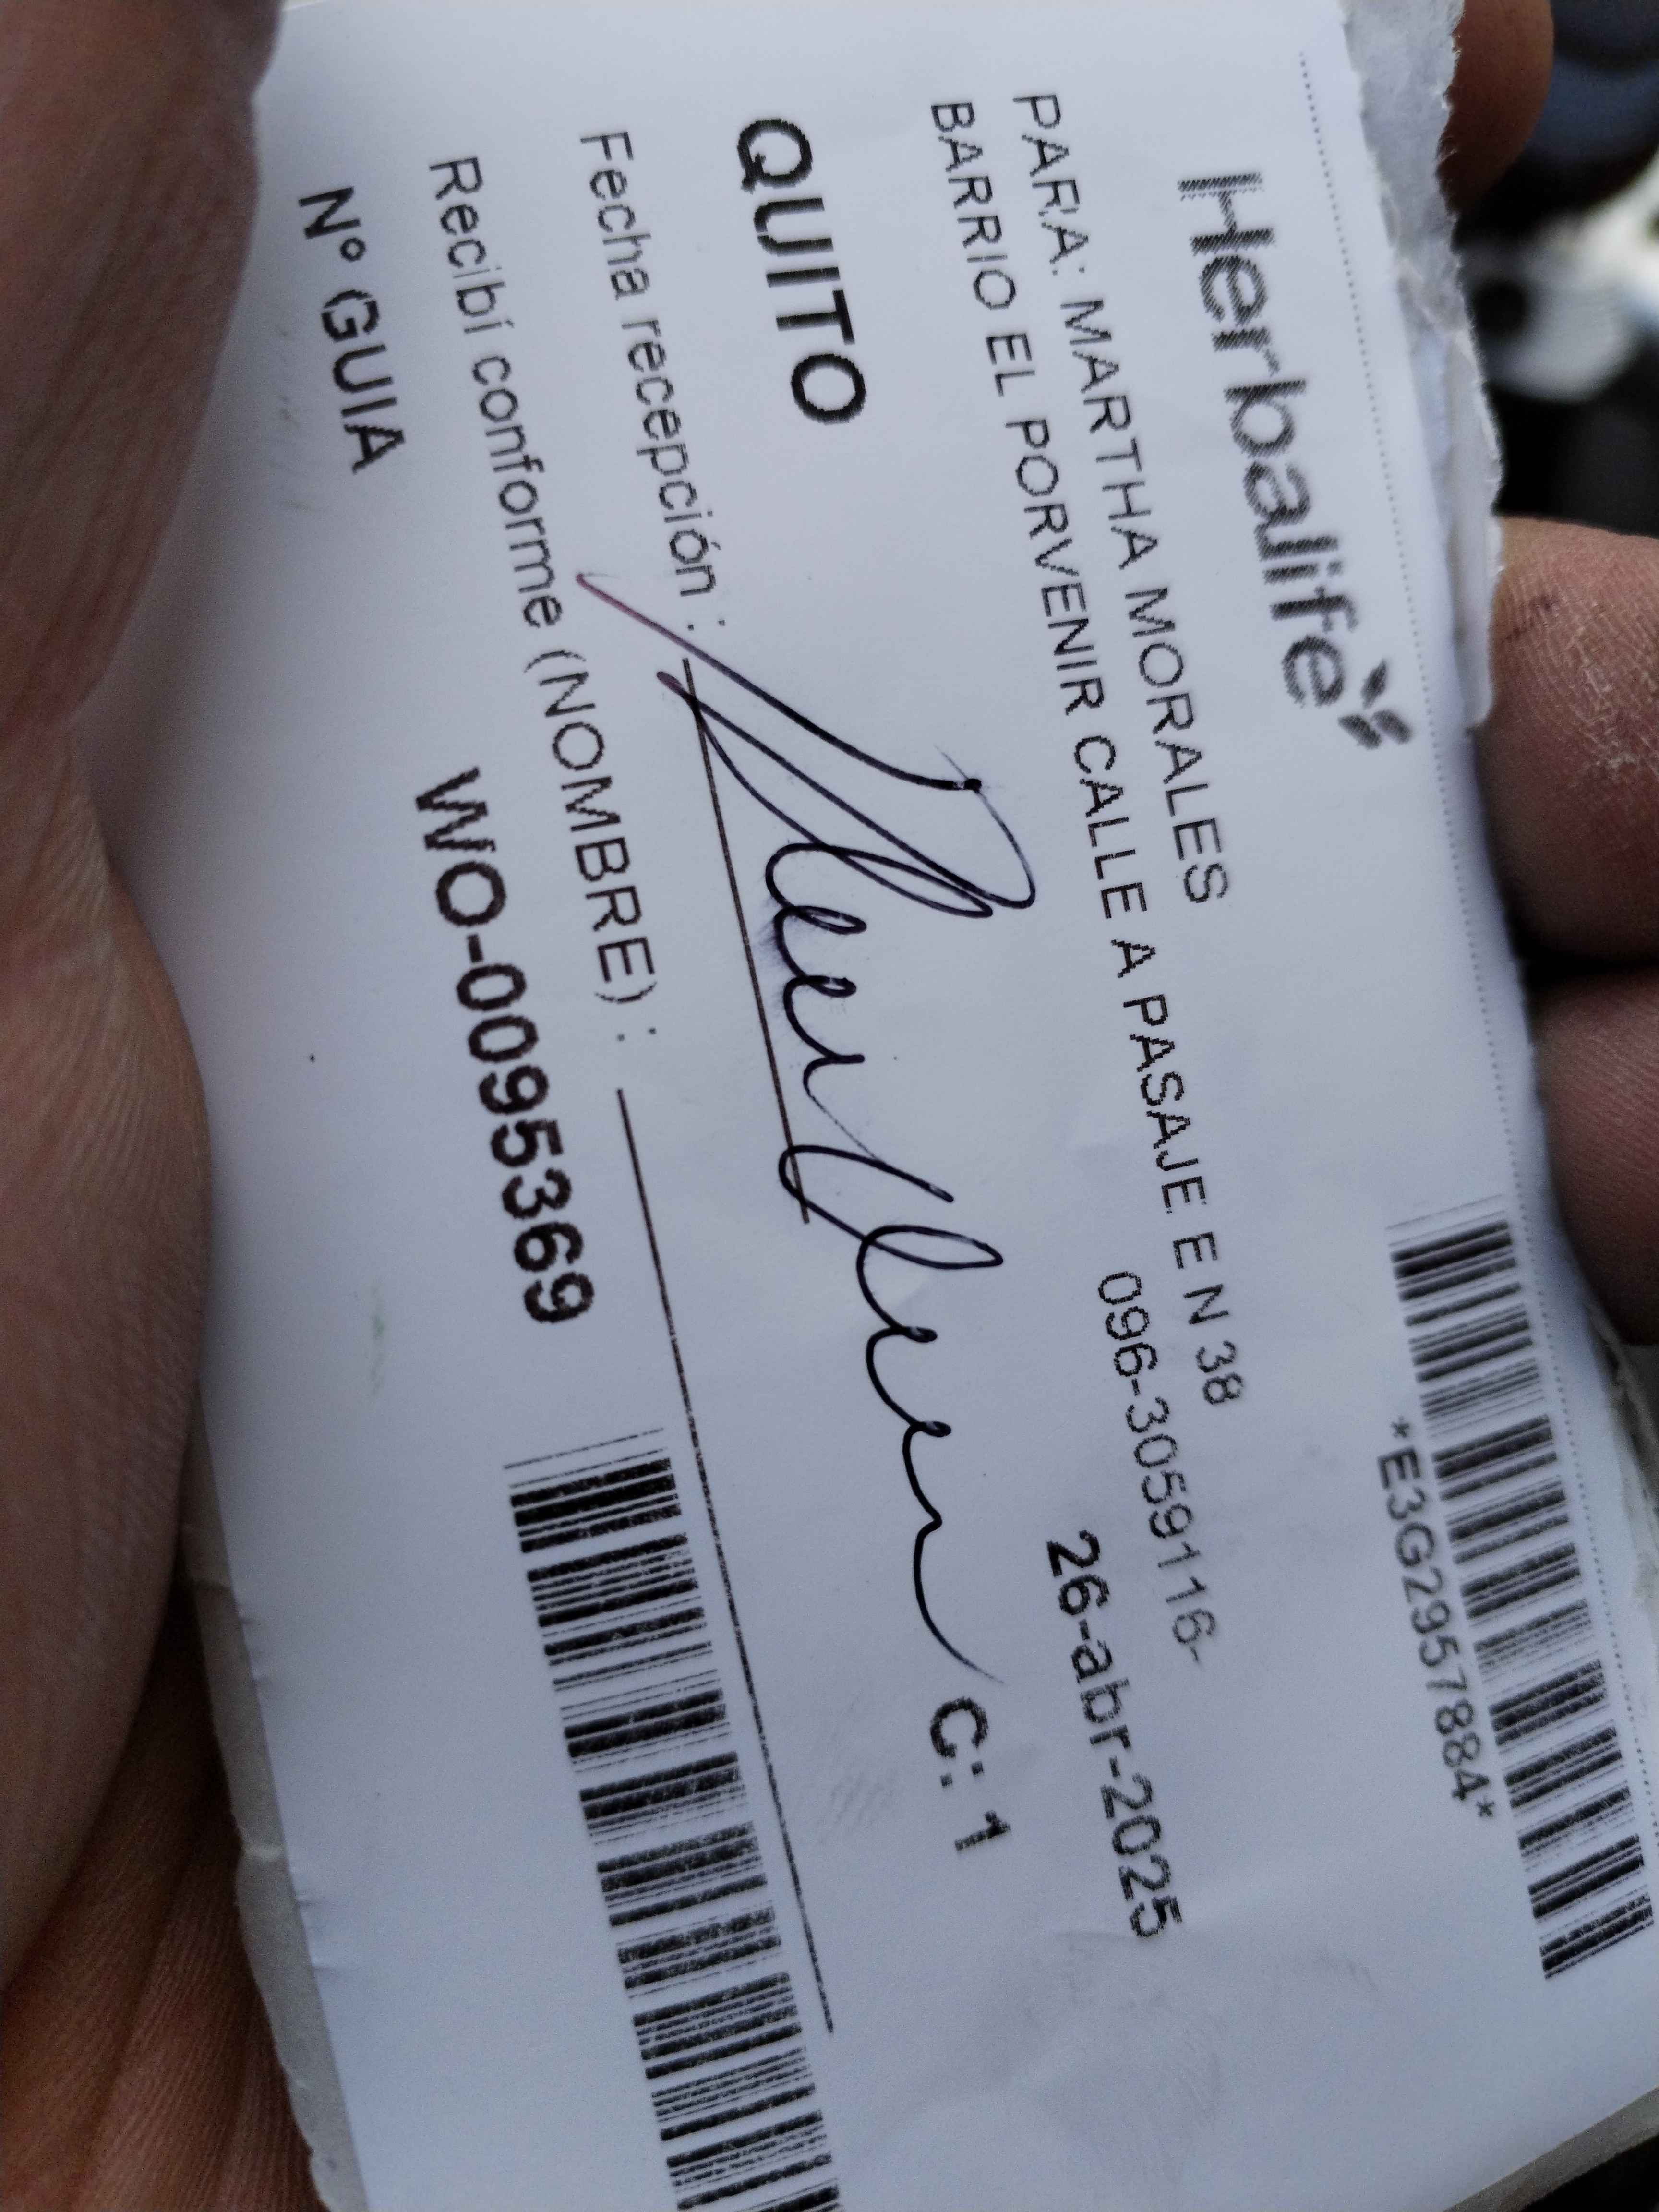 Herbalife
*E3G2957884*
PARA: MARTHA MORALES
BARRIO EL PORVENIR CALLE A PASAJE E N 38
096-3059116-
26-abr-2025
QUITO
C: 1
Fecha recepción :
Recibí conforme (NOMBRE) :
Nº GUIA
WO-0095369